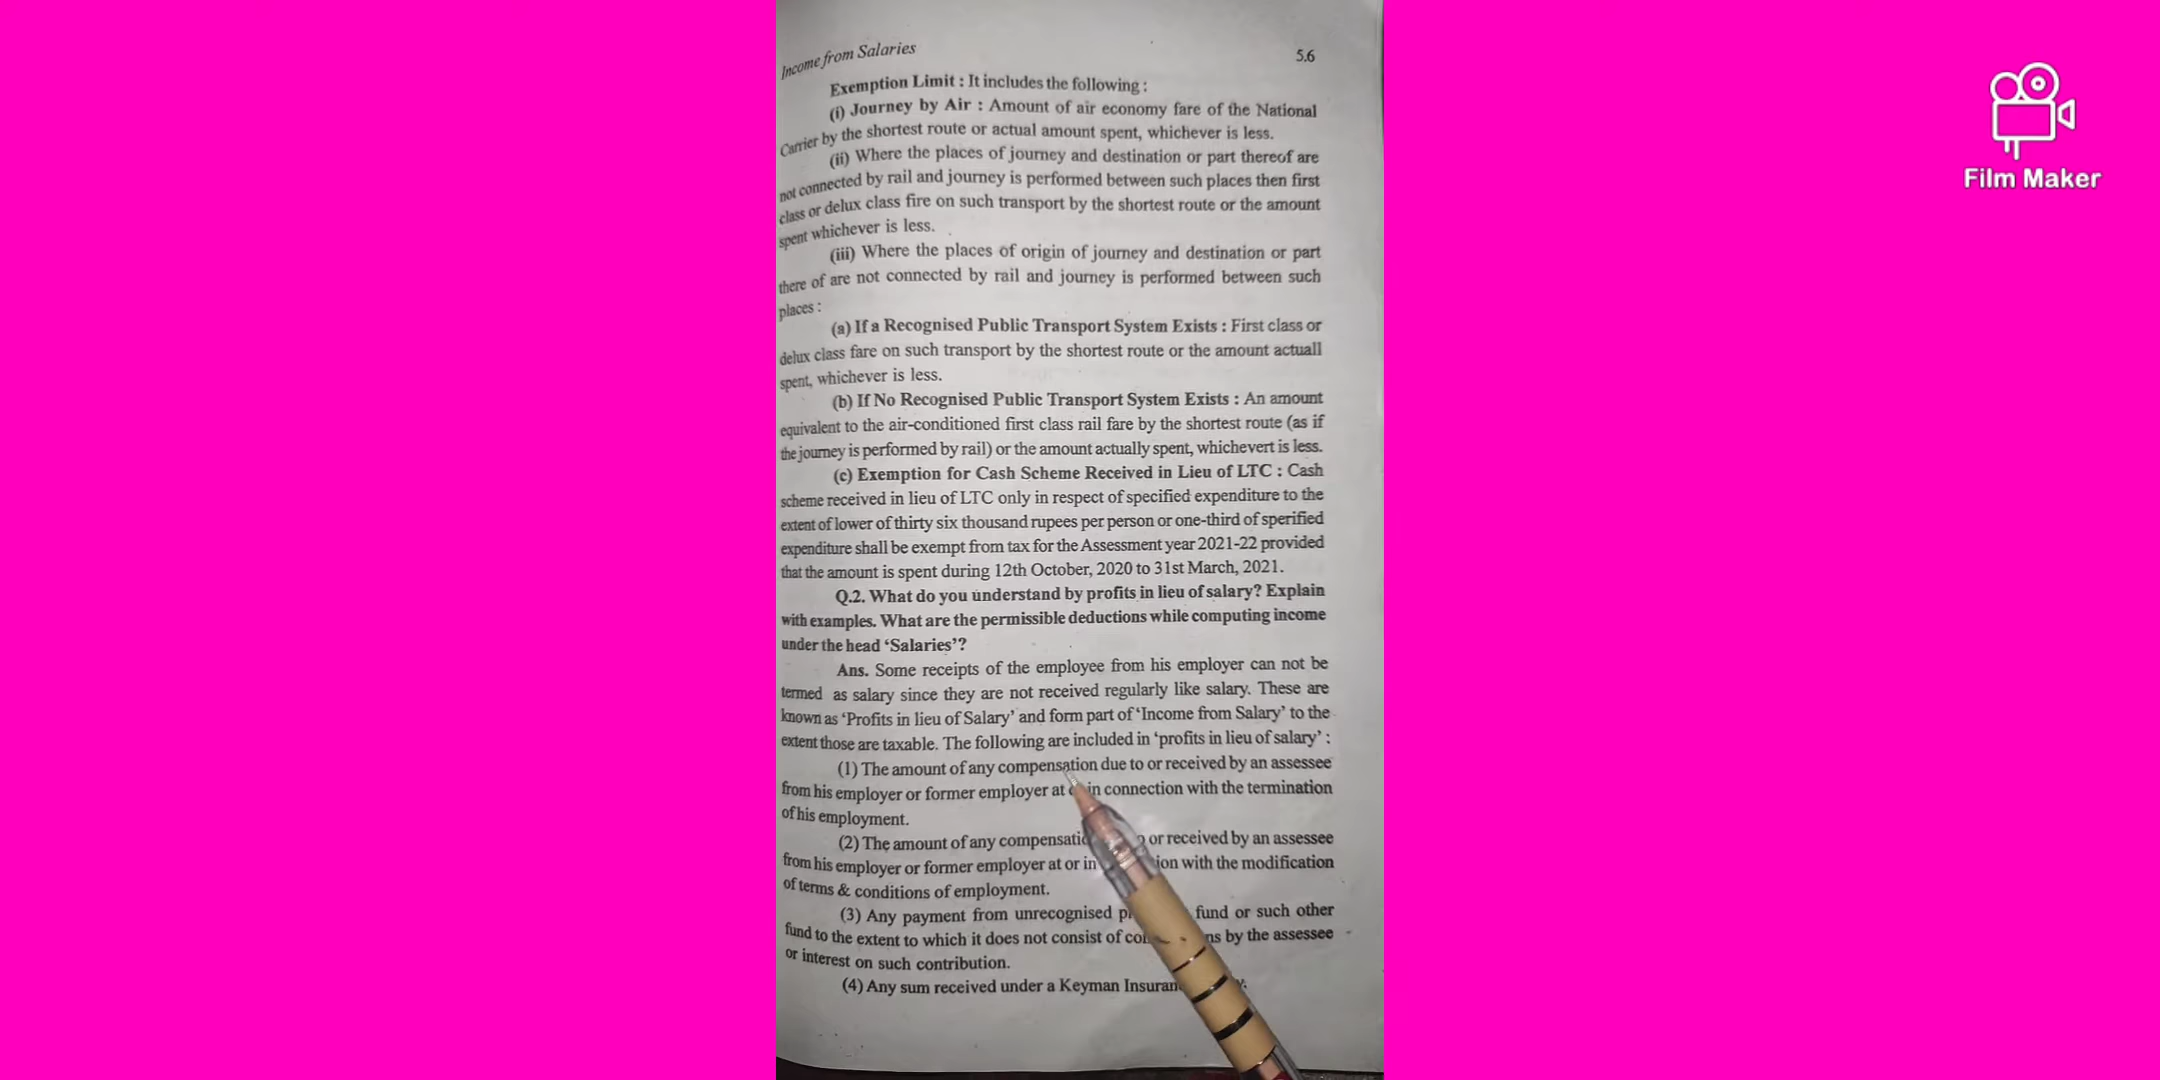 Income from Salaries
5.6
Exemption Limit : It includes the following :
(i) Journey by Air : Amount of air economy fare of the National
Carrier by the shortest route or actual amount spent, whichever is less.
(ii) Where the places of journey and destination or part thereof are
not connected by rail and journey is performed between such places then first
class or delux class fire on such transport by the shortest route or the amount
spent whichever is less.
(iii) Where the places of origin of journey and destination or part
there of are not connected by rail and journey is performed between such
places :
(a) If a Recognised Public Transport System Exists : First class or
delux class fare on such transport by the shortest route or the amount actuall
spent, whichever is less.
(b) If No Recognised Public Transport System Exists : An amount
equivalent to the air-conditioned first class rail fare by the shortest route (as if
the journey is performed by rail) or the amount actually spent, whichevert is less.
(c) Exemption for Cash Scheme Received in Lieu of LTC : Cash
scheme received in lieu of LTC only in respect of specified expenditure to the
extent of lower of thirty six thousand rupees per person or one-third of sperified
expenditure shall be exempt from tax for the Assessment year 2021-22 provided
that the amount is spent during 12th October, 2020 to 31st March, 2021.
Q.2. What do you understand by profits in lieu of salary? Explain
with examples. What are the permissible deductions while computing income
under the head ‘Salaries’?
Ans. Some receipts of the employee from his employer can not be
termed as salary since they are not received regularly like salary. These are
known as ‘Profits in lieu of Salary’ and form part of ‘Income from Salary’ to the
extent those are taxable. The following are included in ‘profits in lieu of salary’ :
(1) The amount of any compensation due to or received by an assessee
from his employer or former employer at in connection with the termination
of his employment.
(2) The amount of any or received by an assessee
from his employer or former employer at or in with the modification
of terms & conditions of employment.
(3) Any payment from unrecognised fund or such other
fund to the extent to which it does not consist of by the assessee
or interest on such contribution.
(4) Any sum received under a Keyman
Film Maker